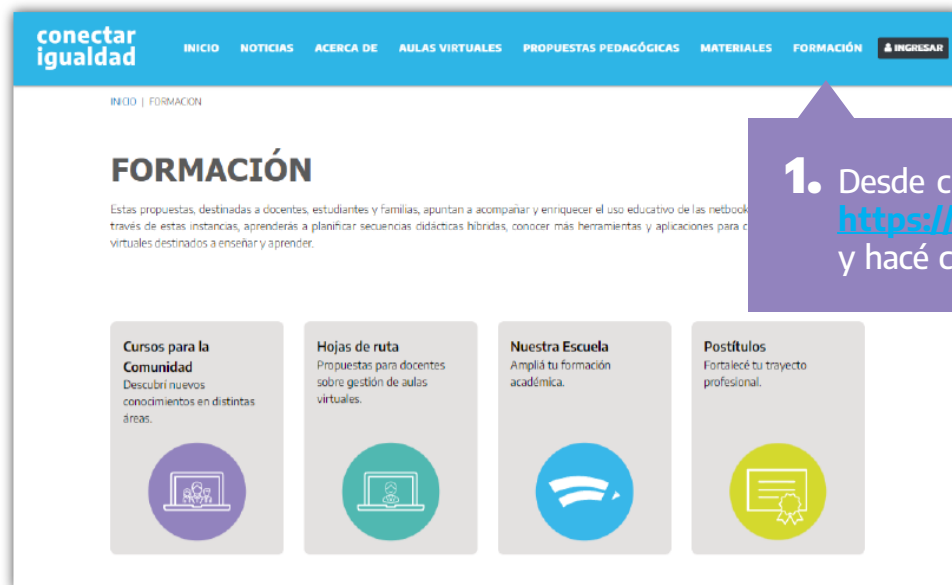 conectar
igualdad
INICIO NOTICIAS ACERCA DE AULAS VIRTUALES PROPUESTAS PEDAGÓGICAS MATERIALES FORMACIÓN INGRESAR
INICIO | FORMACION
FORMACIÓN
Estas propuestas, destinadas a docentes, estudiantes y familias, apuntan a acompañar y enriquecer el uso educativo de las netbook
través de estas instancias, aprenderás a planificar secuencias didácticas híbridas, conocer más herramientas y aplicaciones para
virtuales destinados a enseñar y aprender.
1. Desde
https://
y hacé
Cursos para la
Comunidad
Descubrí nuevos
conocimientos en distintas
áreas.
Hojas de ruta
Propuestas para docentes
sobre gestión de aulas
virtuales.
Nuestra Escuela
Ampliá tu formación
académica.
Postítulos
Fortalecé tu trayecto
profesional.